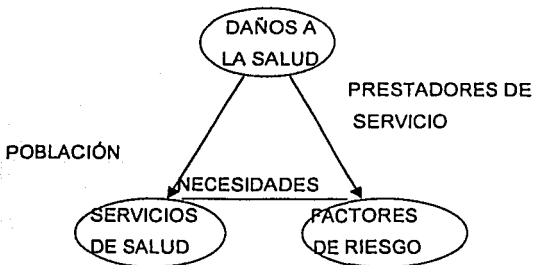 DAÑOS A
LA SALUD
PRESTADORES DE
SERVICIO
POBLACIÓN
NECESIDADES
SERVICIOS
DE SALUD
FACTORES
DE RIESGO